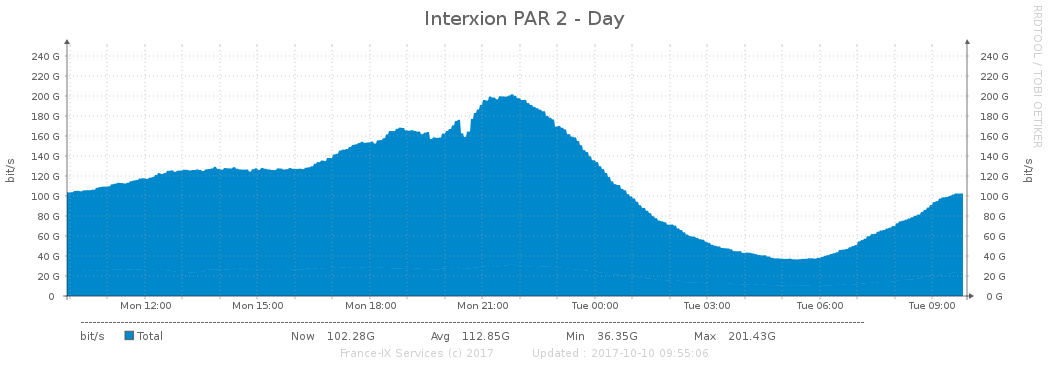 Interxion PAR 2 - Day
RRDTOOL / TOBI OETIKER
bit/s
240 G 240 G
220 G 220 G
200 G 200 G
180 G 180 G
160 G 160 G
140 G 140 G
120 G 120 G
100 G 100 G
80 G 80 G
60 G 60 G
40 G 40 G
20 G 20 G
0 0 G
bit/s
Mon 12:00 Mon 15:00 Mon 18:00 Mon 21:00 Tue 00:00 Tue 03:00 Tue 06:00 Tue 09:00
bit/s Total Now 102.28G Avg 112.85G Min 36.35G Max 201.43G
France-IX Services (c) 2017 Updated : 2017-10-10 09:55:06